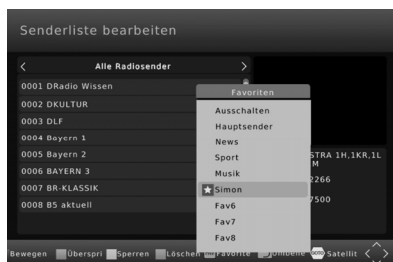 Senderliste bearbeiten
Alle Radiosender
0001 DRadio Wissen
0002 DKULTUR
0003 DLF
0004 Bayern 1
0005 Bayern 2
0006 BAYERN 3
0007 BR-KLASSIK
0008 B5 aktuell
Favoriten
Ausschalten
Hauptsender
News
Sport
Musik
Simon
Fav6
Fav7
Fav8
STRA 1H,1KR,1L
M
2266
7500
Bewegen Überspri Sperren Löschen Favorite Satellit